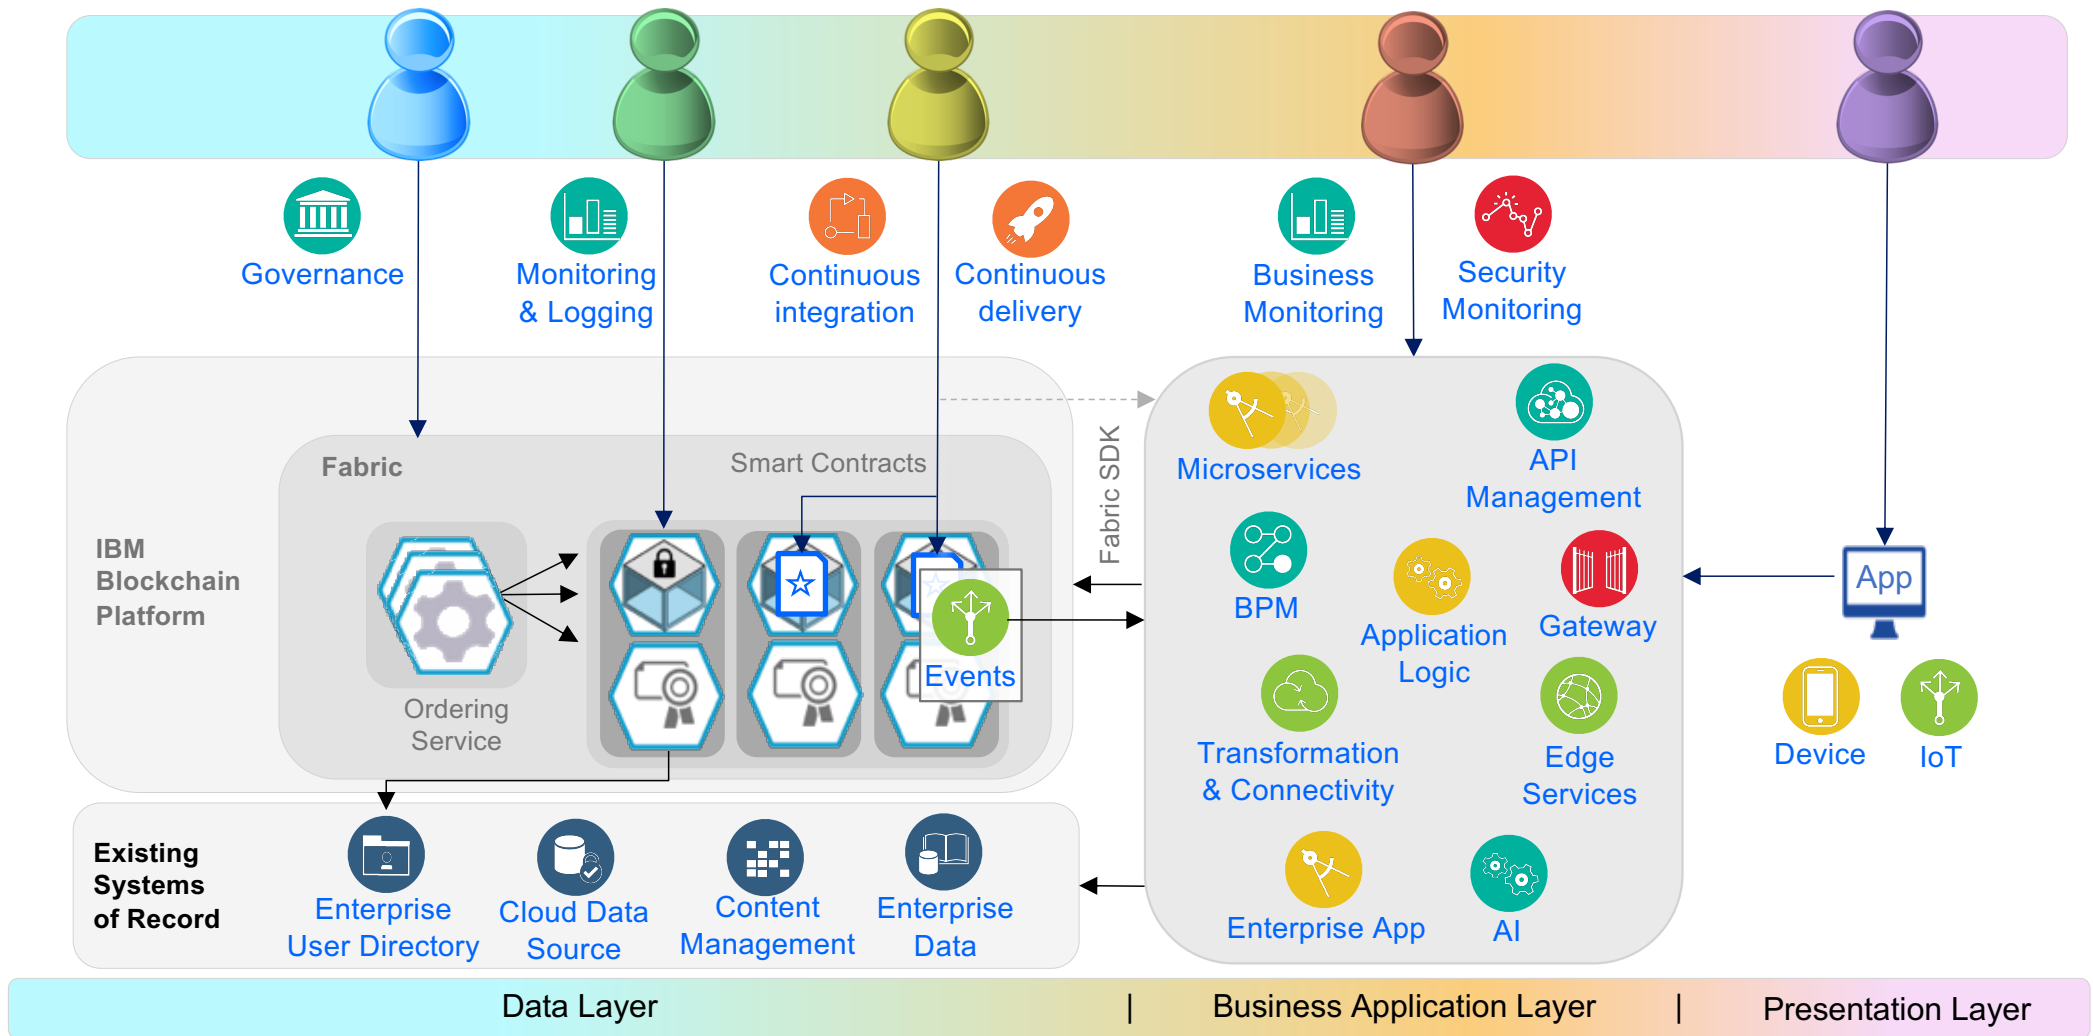 Governance
Monitoring
& Logging
Continuous
integration
Continuous
delivery
Business
Monitoring
Security
Monitoring
IBM
Blockchain
Platform
Fabric
Smart Contracts
Ordering
Service
Events
Fabric SDK
Microservices
API
Management
BPM
Application
Logic
Gateway
Transformation
& Connectivity
Edge
Services
Enterprise App
AI
App
Device
IoT
Existing
Systems
of Record
Enterprise
User Directory
Cloud Data
Source
Content
Management
Enterprise
Data
Data Layer | Business Application Layer | Presentation Layer